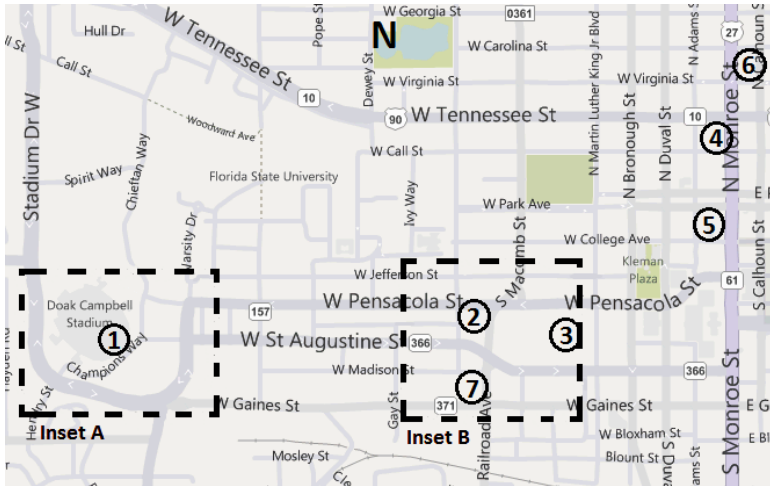 W Georgia St
0361
Hull Dr
Pope St
W Tennessee St
N
W Carolina St
N Martin Luther King Jr Blvd
N Adams St
27
6
Call St
Dewey St
W Virginia St
W Virginia St
10
90
W Tennessee St
10
N Monroe St
4
Woodward Ave
W Call St
N Bronough St
N Duval St
Stadium Dr W
Spirit Way
Chieftan Way
Florida State University
Ivy Way
W Park Ave
5
Varsity Dr
S Macomb St
W College Ave
Kleman
Plaza
S Calhoun St
W Jefferson St
61
Doak Campbell
Stadium
157
W Pensacola St
2
W Pensacola St
3
1
W St Augustine S
366
Champions Way
W Madison St
366
7
S Monroe St
W Gaines St
Gay St
371
Railroad Ave
W Gaines St
E G
Inset A
Inset B
W Bloxham St
E Bl
Mosley St
Blount St